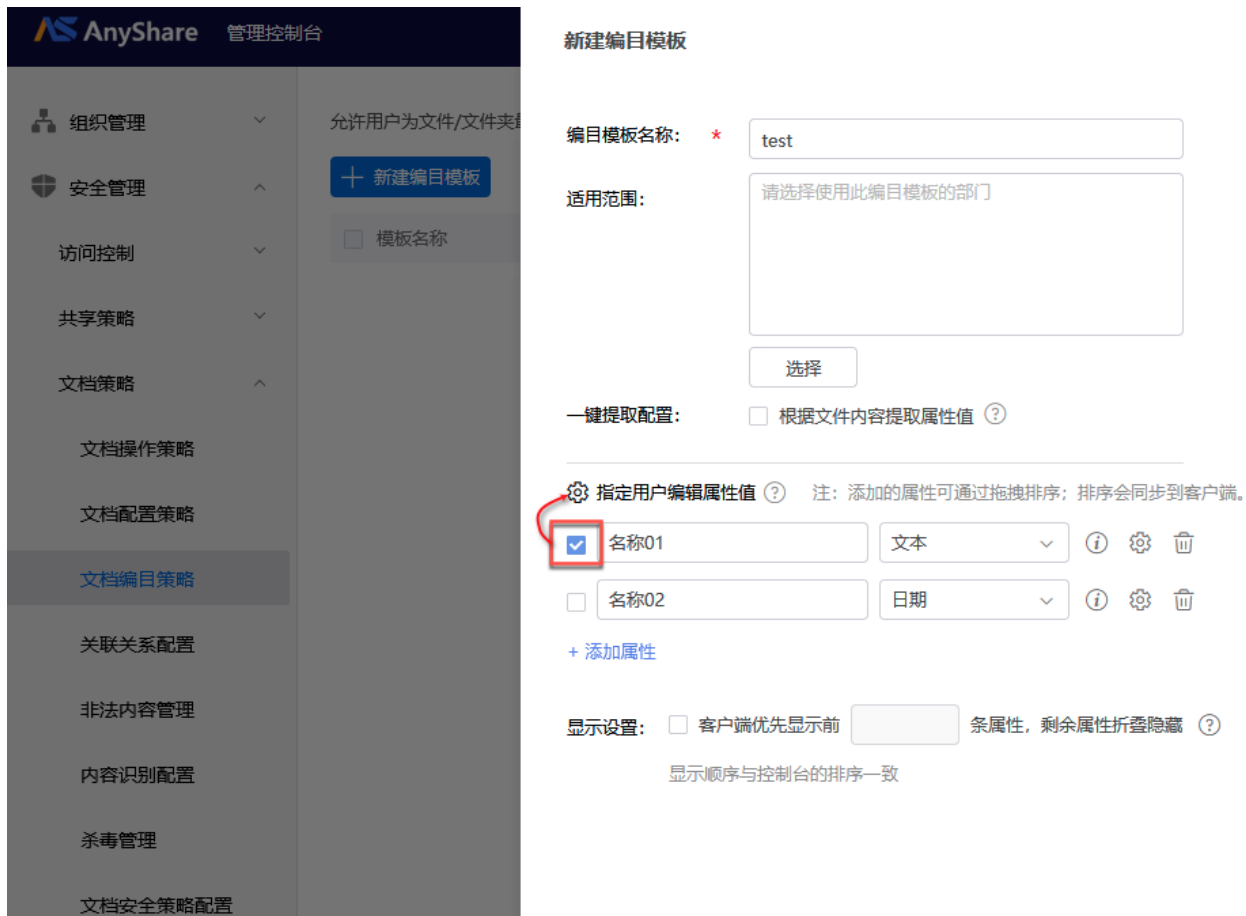 AnyShare 管理控制台
组织管理
安全管理
访问控制
共享策略
文档策略
文档操作策略
文档配置策略
文档编目策略
关联关系配置
非法内容管理
内容识别配置
杀毒管理
文档安全策略配置
允许用户为文件/文件夹
新建编目模板
模板名称
新建编目模板
编目模板名称： * test
适用范围： 请选择使用此编目模板的部门
选择
一键提取配置： 根据文件内容提取属性值 ?
指定用户编辑属性值 ? 注：添加的属性可通过拖拽排序；排序会同步到客户端。
名称01 文本
名称02 日期
+ 添加属性
显示设置： 客户端优先显示前 条属性，剩余属性折叠隐藏 ?
显示顺序与控制台的排序一致